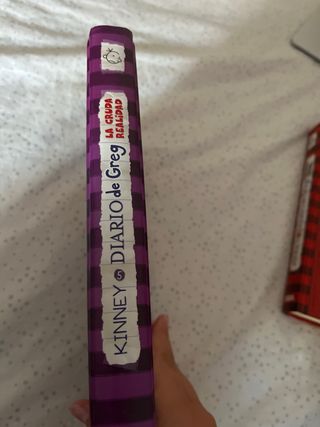 KINNEY 5 DIARIO de Greg
LA CRUDA
REALIDAD